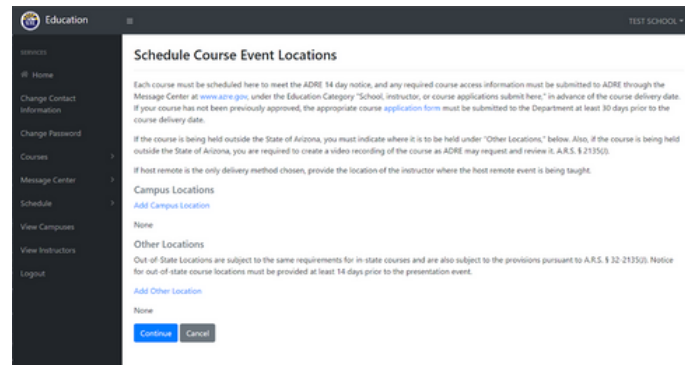 Education
TEST SCHOOL
SERVICES
Home
Change Contact
Information
Change Password
Courses
Message Center
Schedule
View Campuses
View Instructors
Logout
Schedule Course Event Locations
Each course must be scheduled here to meet the ADRE 14 day notice, and any required course access information must be submitted to ADRE through the
Message Center at www.azre.gov, under the Education Category "School, instructor, or course applications submit here," in advance of the course delivery date.
If your course has not been previously approved, the appropriate course application form must be submitted to the Department at least 30 days prior to the
course delivery date.
If the course is being held outside the State of Arizona, you must indicate where it is to be held under "Other Locations," below. Also, if the course is being held
outside the State of Arizona, you are required to create a video recording of the course as ADRE may request and review it. A.R.S. § 2135(J).
If host remote is the only delivery method chosen, provide the location of the instructor where the host remote event is being taught.
Campus Locations
Add Campus Location
None
Other Locations
Out-of-State Locations are subject to the same requirements for in-state courses and are also subject to the provisions pursuant to A.R.S. § 32-2135(J). Notice
for out-of-state course locations must be provided at least 14 days prior to the presentation event.
Add Other Location
None
Continue Cancel